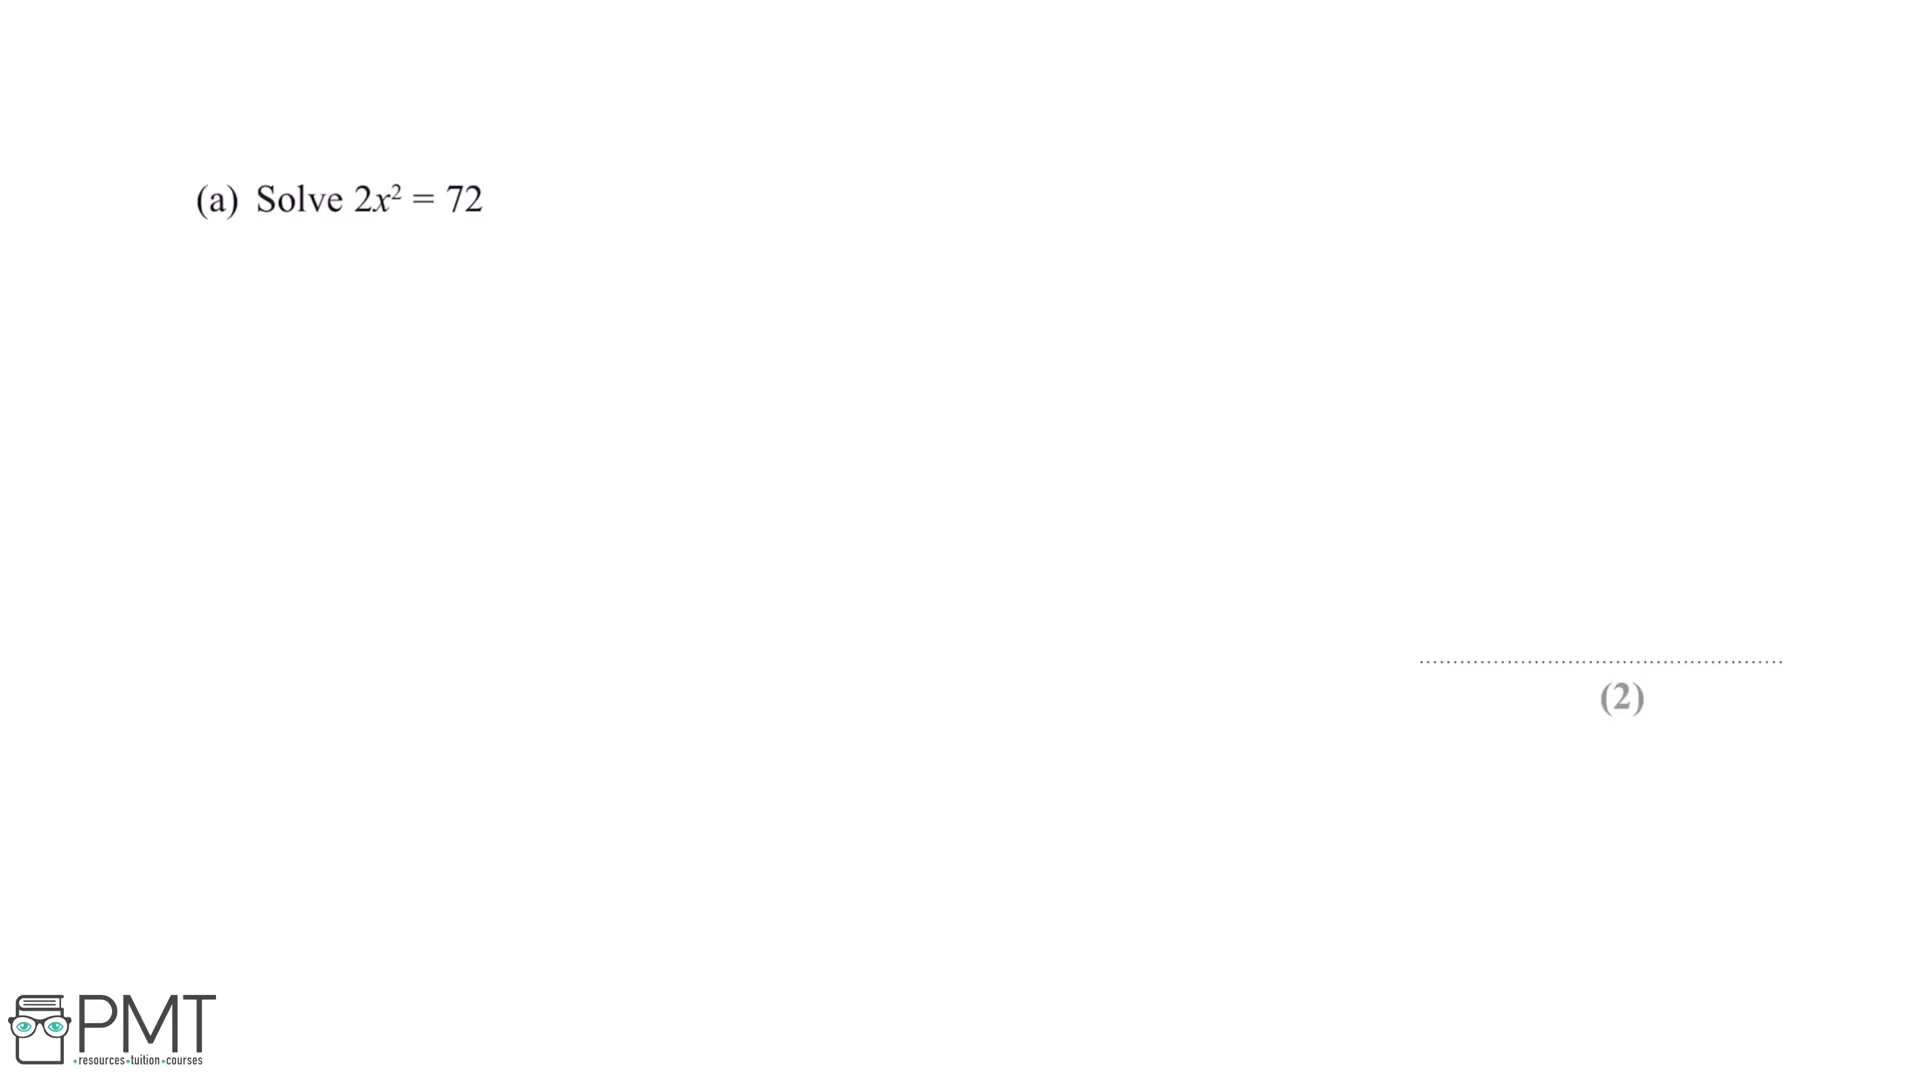 (a) Solve 2x² = 72
......................................................
(2)
PMT
•resources•tuition•courses